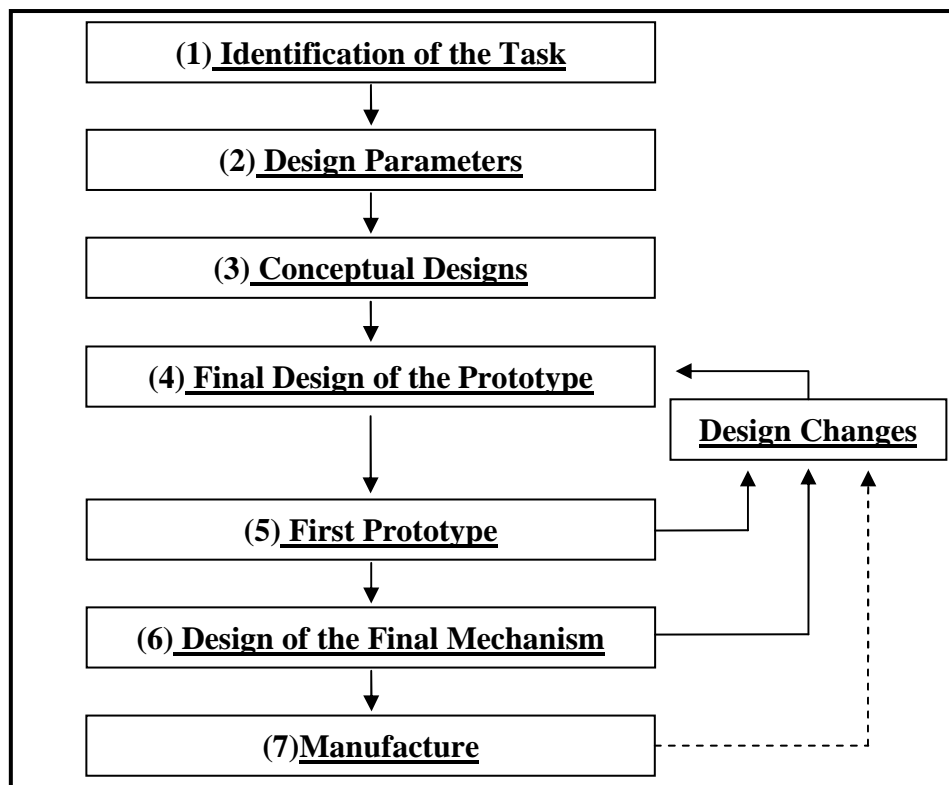 (1) Identification of the Task
(2) Design Parameters
(3) Conceptual Designs
(4) Final Design of the Prototype
Design Changes
(5) First Prototype
(6) Design of the Final Mechanism
(7)Manufacture